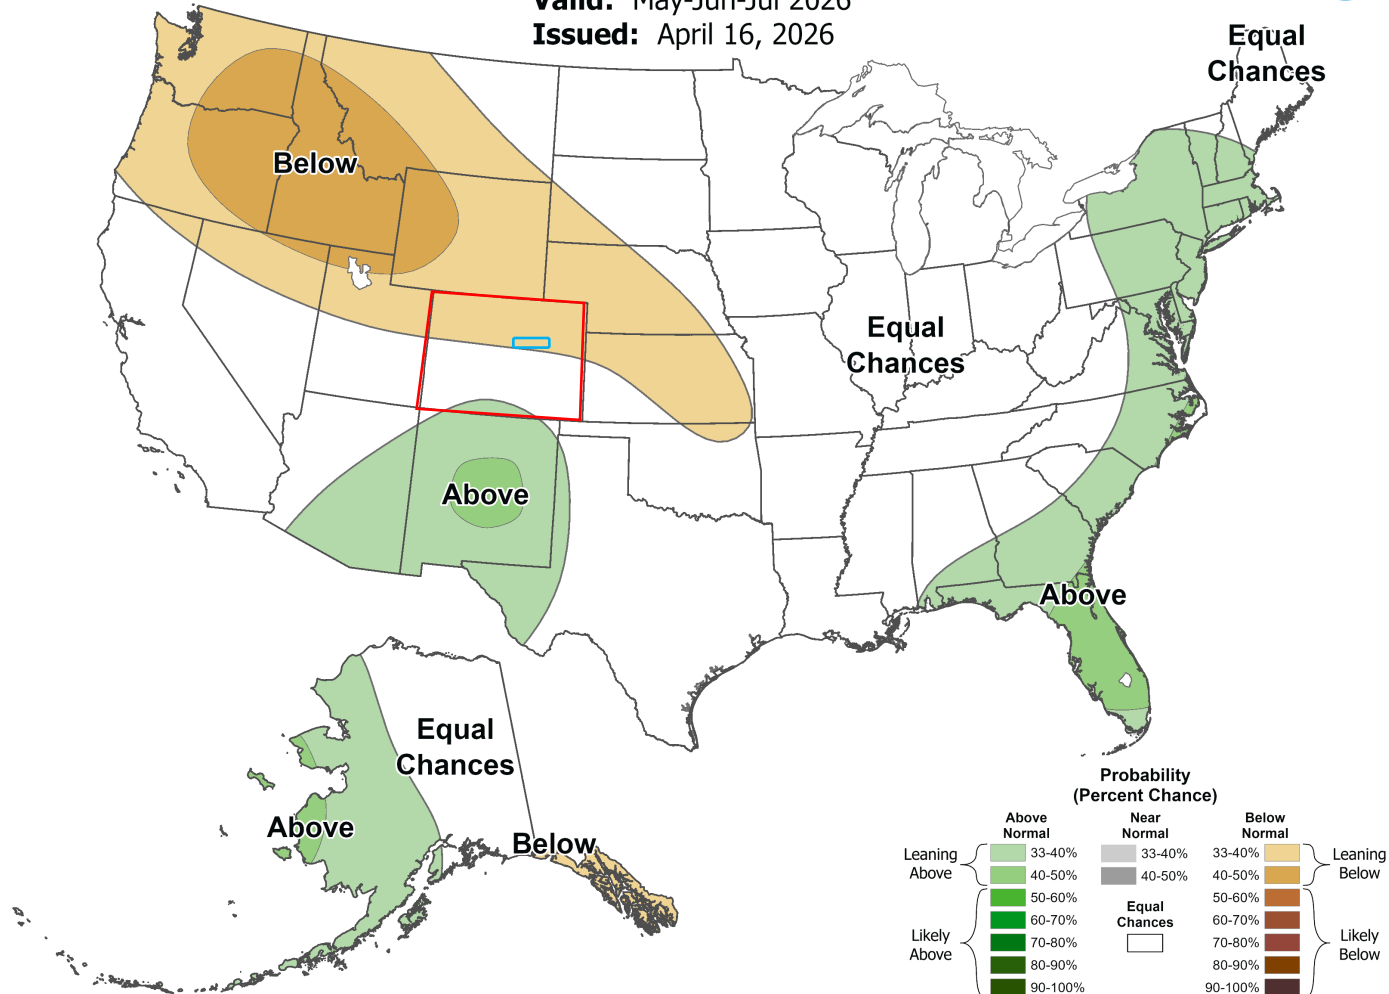 Valid: May-Jun-Jul 2026
Issued: April 16, 2026
Equal
Chances
Below
Equal
Chances
Above
Above
Equal
Chances
Above
Below
Probability
(Percent Chance)
Above
Normal
Near
Normal
Below
Normal
Leaning
Above
33-40%
33-40%
33-40%
Leaning
Below
40-50%
40-50%
40-50%
Likely
Above
50-60%
Equal
Chances
50-60%
Likely
Below
60-70%
60-70%
70-80%
70-80%
80-90%
80-90%
90-100%
90-100%